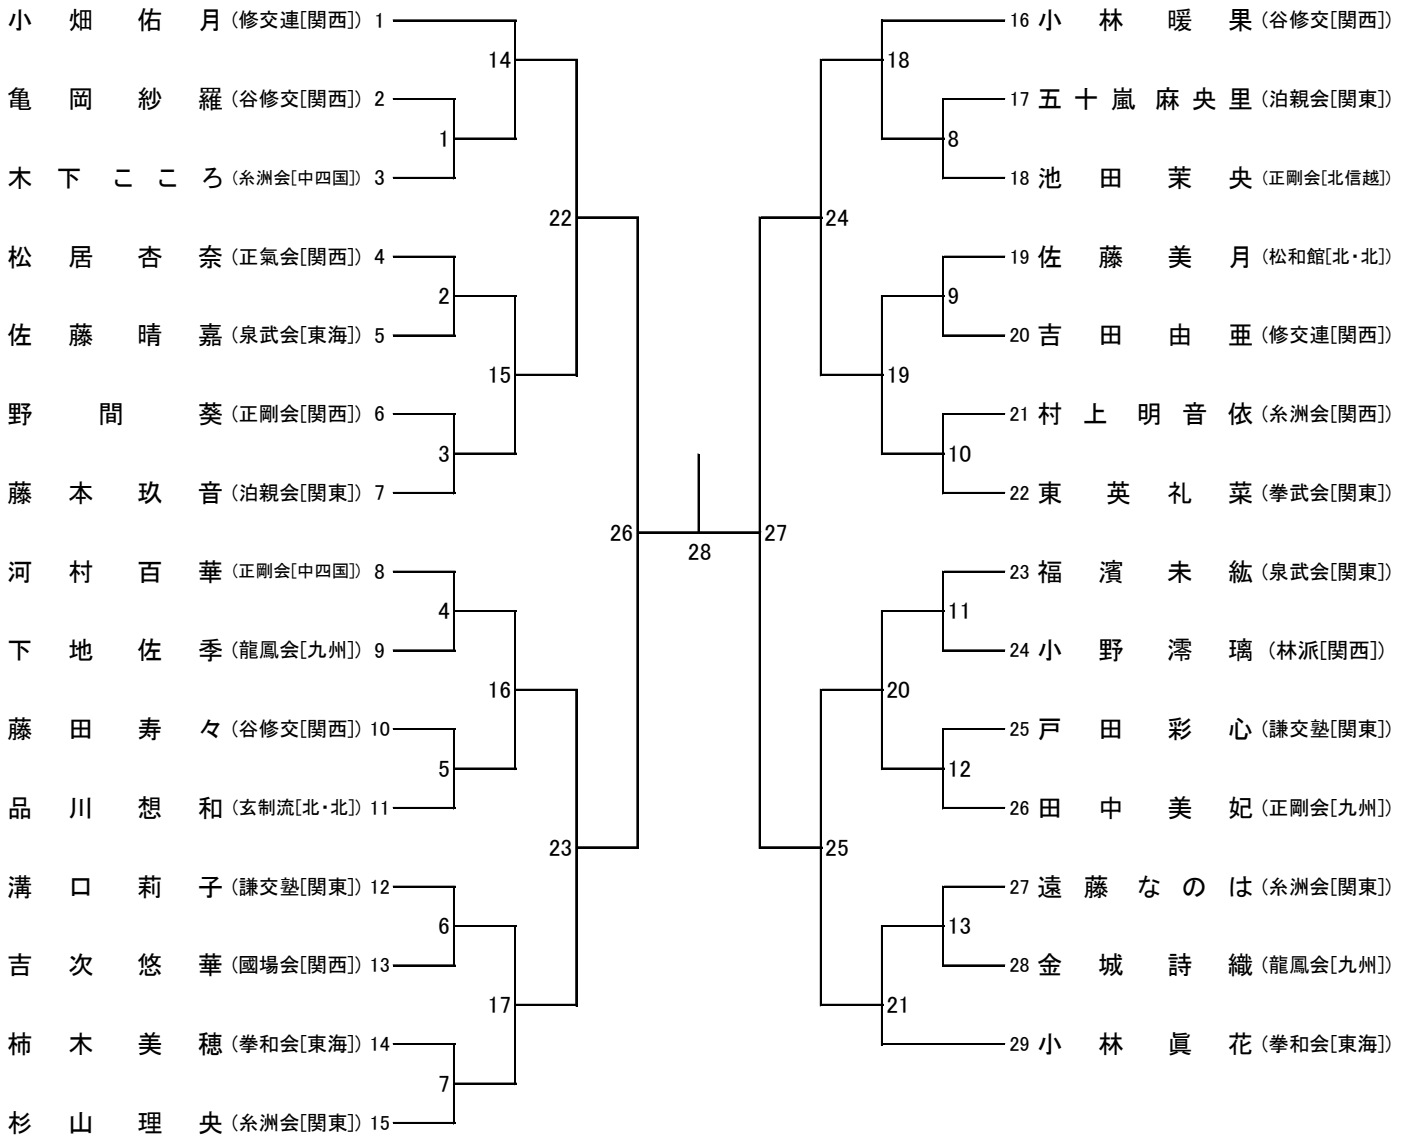 小畑佑月(修交連[関西]) 1
亀岡紗羅(谷修交[関西]) 2
木下こころ(糸洲会[中四国]) 3
松居杏奈(正氣会[関西]) 4
佐藤晴嘉(泉武会[東海]) 5
野間葵(正剛会[関西]) 6
藤本玖音(泊親会[関東]) 7
河村百華(正剛会[中四国]) 8
下地佐季(龍鳳会[九州]) 9
藤田寿々(谷修交[関西]) 10
品川想和(玄制流[北・北]) 11
溝口莉子(謙交塾[関東]) 12
吉次悠華(國場会[関西]) 13
柿木美穂(拳和会[東海]) 14
杉山理央(糸洲会[関東]) 15
1
2
3
4
5
6
7
14
15
16
17
22
23
26
28
27
24
25
18
19
20
21
8
9
10
11
12
13
16 小林暖果(谷修交[関西])
17 五十嵐麻央里(泊親会[関東])
18 池田茉央(正剛会[北信越])
19 佐藤美月(松和館[北・北])
20 吉田由亜(修交連[関西])
21 村上明音依(糸洲会[関西])
22 東英礼菜(拳武会[関東])
23 福濱未紘(泉武会[関東])
24 小野澪璃(林派[関西])
25 戸田彩心(謙交塾[関東])
26 田中美妃(正剛会[九州])
27 遠藤なのは(糸洲会[関東])
28 金城詩織(龍鳳会[九州])
29 小林眞花(拳和会[東海])